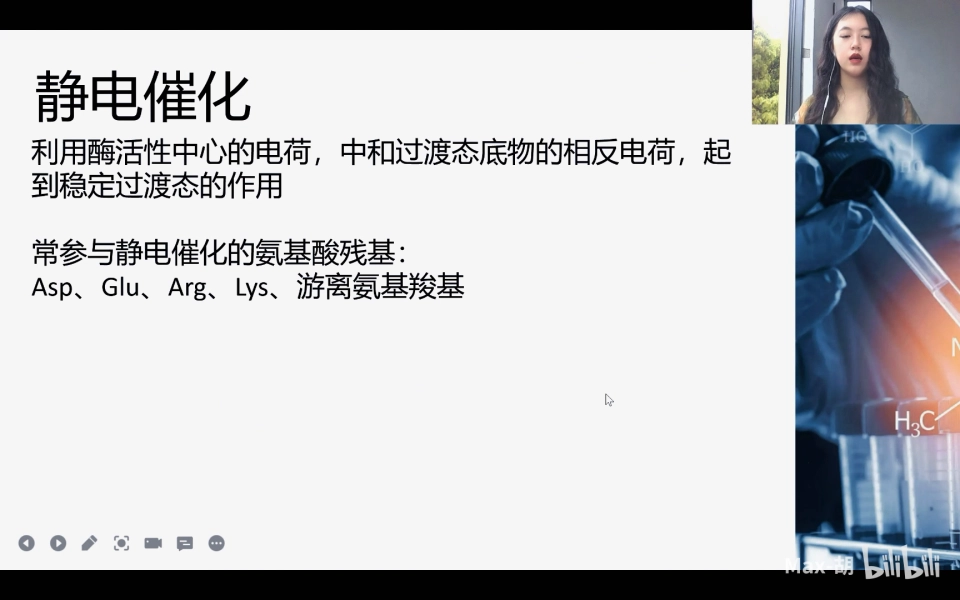 静电催化
利用酶活性中心的电荷，中和过渡态底物的相反电荷，起
到稳定过渡态的作用
常参与静电催化的氨基酸残基：
Asp、Glu、Arg、Lys、游离氨基羧基
HO
N
H3C
Max-胡 bilibili